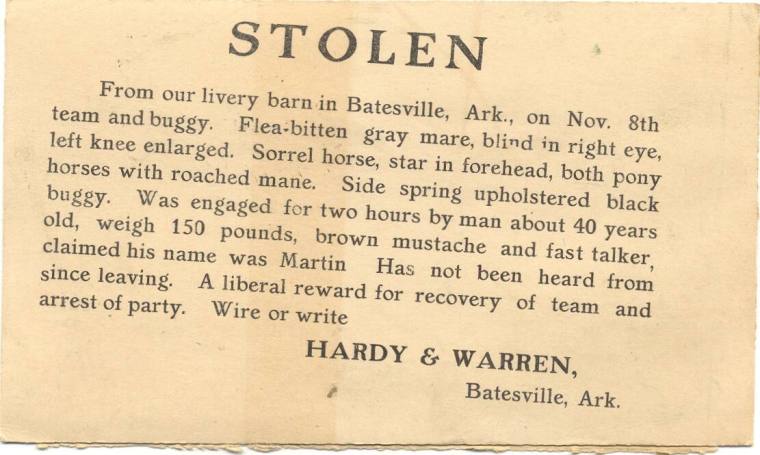 STOLEN
From our livery barn in Batesville, Ark., on Nov. 8th
team and buggy. Flea-bitten gray mare, blind in right eye,
left knee enlarged. Sorrel horse, star in forehead, both pony
horses with roached mane. Side spring upholstered black
buggy. Was engaged for two hours by man about 40 years
old, weigh 150 pounds, brown mustache and fast talker,
claimed his name was Martin Has not been heard from
since leaving. A liberal reward for recovery of team and
arrest of party. Wire or write
HARDY & WARREN,
Batesville, Ark.